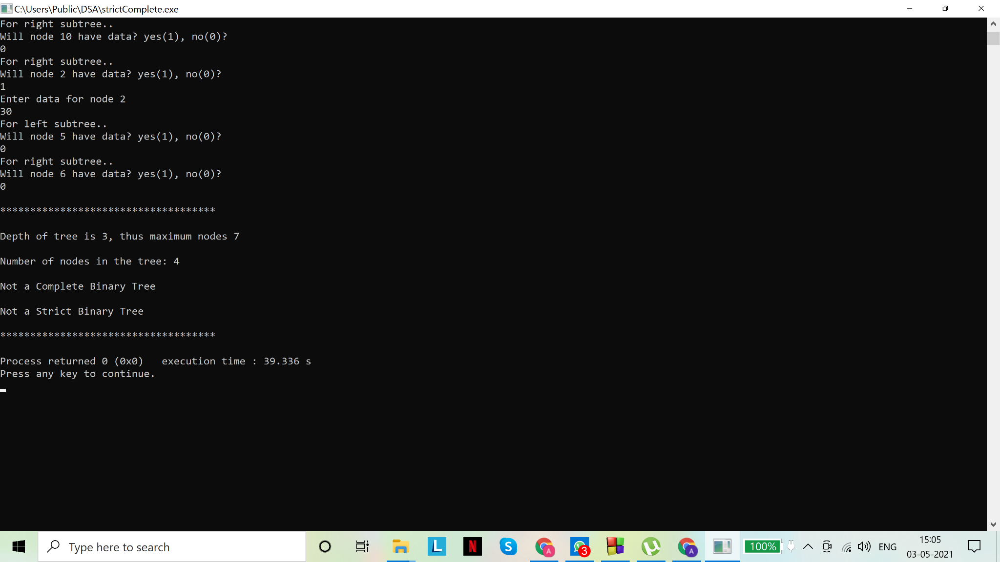 C:\Users\Public\DSA\strictComplete.exe
For right subtree..
Will node 10 have data? yes(1), no(0)?
0
For right subtree..
Will node 2 have data? yes(1), no(0)?
1
Enter data for node 2
30
For left subtree..
Will node 5 have data? yes(1), no(0)?
0
For right subtree..
Will node 6 have data? yes(1), no(0)?
0
************************************
Depth of tree is 3, thus maximum nodes 7
Number of nodes in the tree: 4
Not a Complete Binary Tree
Not a Strict Binary Tree
************************************
Process returned 0 (0x0)   execution time : 39.336 s
Press any key to continue.
Type here to search
L
N
S
A
3
A
100%
ENG
15:05
03-05-2021